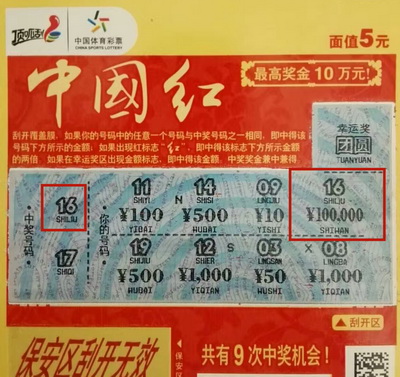 顶呱刮
中国体育彩票
CHINA SPORTS LOTTERY
面值5元
中國红
最高奖金10万元!
刮开覆盖膜,如果你的号码中的任意一个号码与中奖号码之一相同,即中得该
号码下方所示的金额;如果出现红标志“红”,即中得该标志下方所示金额
的两倍;如果在幸运奖区出现金额标志,即中得该金额。中奖奖金兼中兼得。
幸运奖
团圆
TUANYUAN
中奖号码
16
SHILIU
17
SHIQI
你的号码
11 14 09 16
SHIYI N SHISI LINGJIU SHILIU
¥100 ¥500 ¥10 ¥100,000
YIBAI WUBAI YISHI SHIWAN
19 12 S 03 X 08
SHIJIU SHIER LINGSAN LINGBA
¥500 ¥1,000 ¥50 ¥1,000
WUBAI YIQIAN WUSHI YIQIAN
▲刮开区
保安区刮开无效
共有9次中奖机会!
保安区